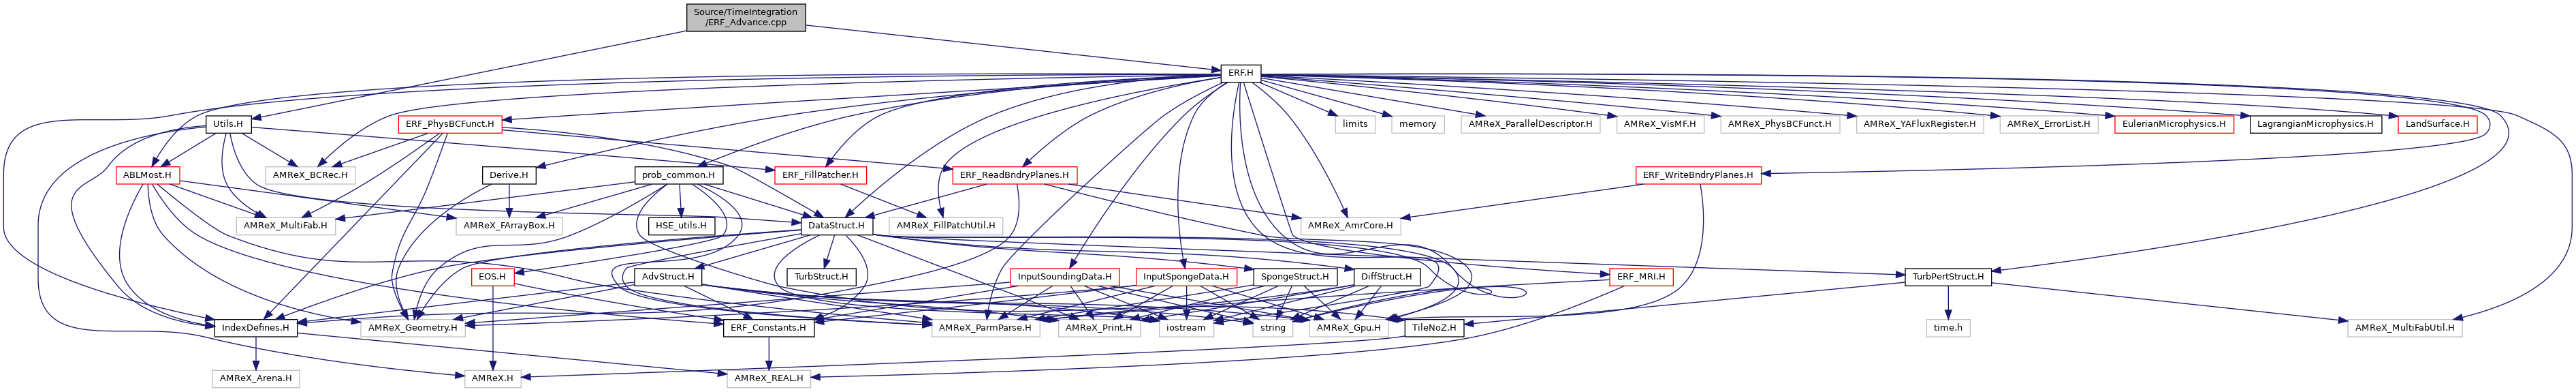 Source/TimeIntegration
/ERF_Advance.cpp
ERF.H
Utils.H
ERF_PhysBCFunct.H
limits
memory
AMReX_ParallelDescriptor.H
AMReX_VisMF.H
AMReX_PhysBCFunct.H
AMReX_YAFluxRegister.H
AMReX_ErrorList.H
EulerianMicrophysics.H
LagrangianMicrophysics.H
LandSurface.H
ABLMost.H
AMReX_BCRec.H
Derive.H
prob_common.H
ERF_FillPatcher.H
ERF_ReadBndryPlanes.H
ERF_WriteBndryPlanes.H
AMReX_MultiFab.H
AMReX_FArrayBox.H
HSE_utils.H
DataStruct.H
AMReX_FillPatchUtil.H
AMReX_AmrCore.H
EOS.H
AdvStruct.H
TurbStruct.H
InputSoundingData.H
InputSpongeData.H
SpongeStruct.H
DiffStruct.H
ERF_MRI.H
TurbPertStruct.H
IndexDefines.H
AMReX_Geometry.H
ERF_Constants.H
AMReX_ParmParse.H
AMReX_Print.H
iostream
string
AMReX_Gpu.H
TileNoZ.H
time.h
AMReX_MultiFabUtil.H
AMReX_Arena.H
AMReX.H
AMReX_REAL.H